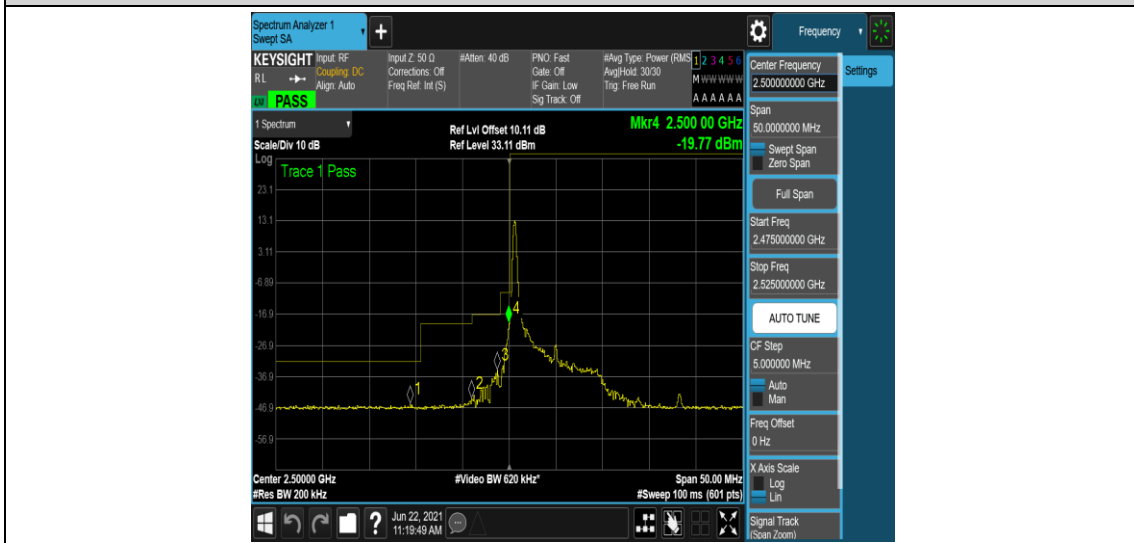 Spectrum Analyzer 1
Swept SA
+
Frequency
KEYSIGHT
RL
LXI
PASS
Input: RF
Coupling: DC
Align: Auto
Input Z: 50 Ω
Corrections: Off
Freq Ref: Int (S)
#Atten: 40 dB
PNO: Fast
Gate: Off
IF Gain: Low
Sig Track: Off
#Avg Type: Power (RMS
Avg|Hold: 30/30
Trig: Free Run
1 2 3 4 5 6
M W W W W W
A A A A A A
1 Spectrum
Scale/Div 10 dB
Ref Lvl Offset 10.11 dB
Ref Level 33.11 dBm
Mkr4 2.500 00 GHz
-19.77 dBm
Log
Trace 1 Pass
23.1
13.1
3.11
-6.89
-16.9
-26.9
-36.9
-46.9
-56.9
1
2
3
4
Center 2.50000 GHz
#Res BW 200 kHz
#Video BW 620 kHz*
Span 50.00 MHz
#Sweep 100 ms (601 pts)
?
Jun 22, 2021
11:19:49 AM
Center Frequency
2.500000000 GHz
Span
50.0000000 MHz
Swept Span
Zero Span
Full Span
Start Freq
2.475000000 GHz
Stop Freq
2.525000000 GHz
AUTO TUNE
CF Step
5.000000 MHz
Auto
Man
Freq Offset
0 Hz
X Axis Scale
Log
Lin
Signal Track
(Span Zoom)
Settings